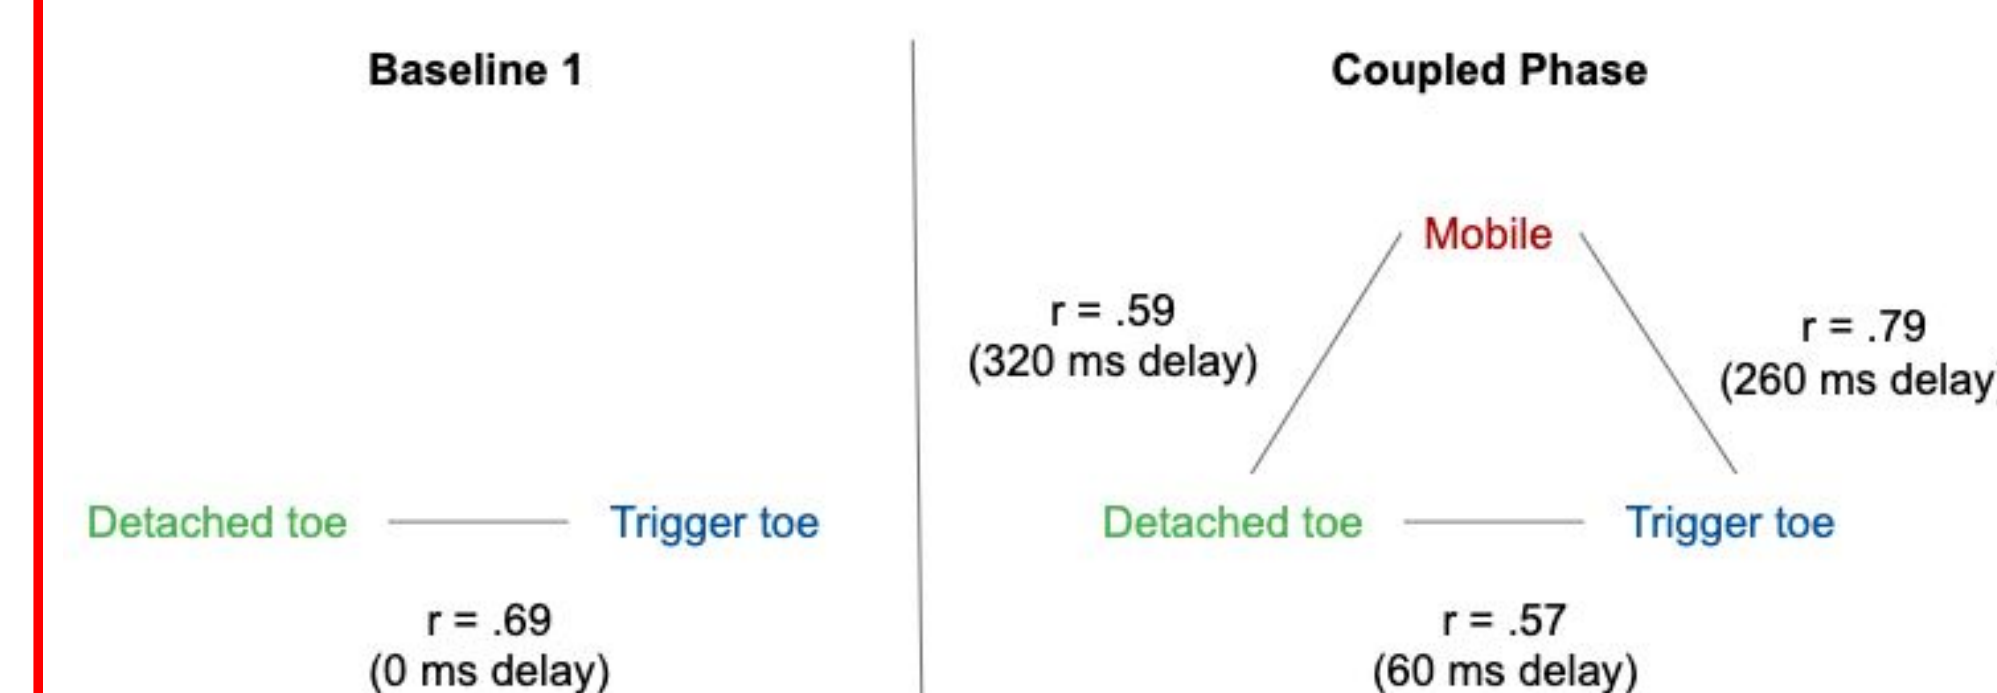 Baseline 1
Detached toe
Trigger toe
r = .69
(0 ms delay)
Coupled Phase
Mobile
r = .59
(320 ms delay)
r = .79
(260 ms delay)
Detached toe
Trigger toe
r = .57
(60 ms delay)